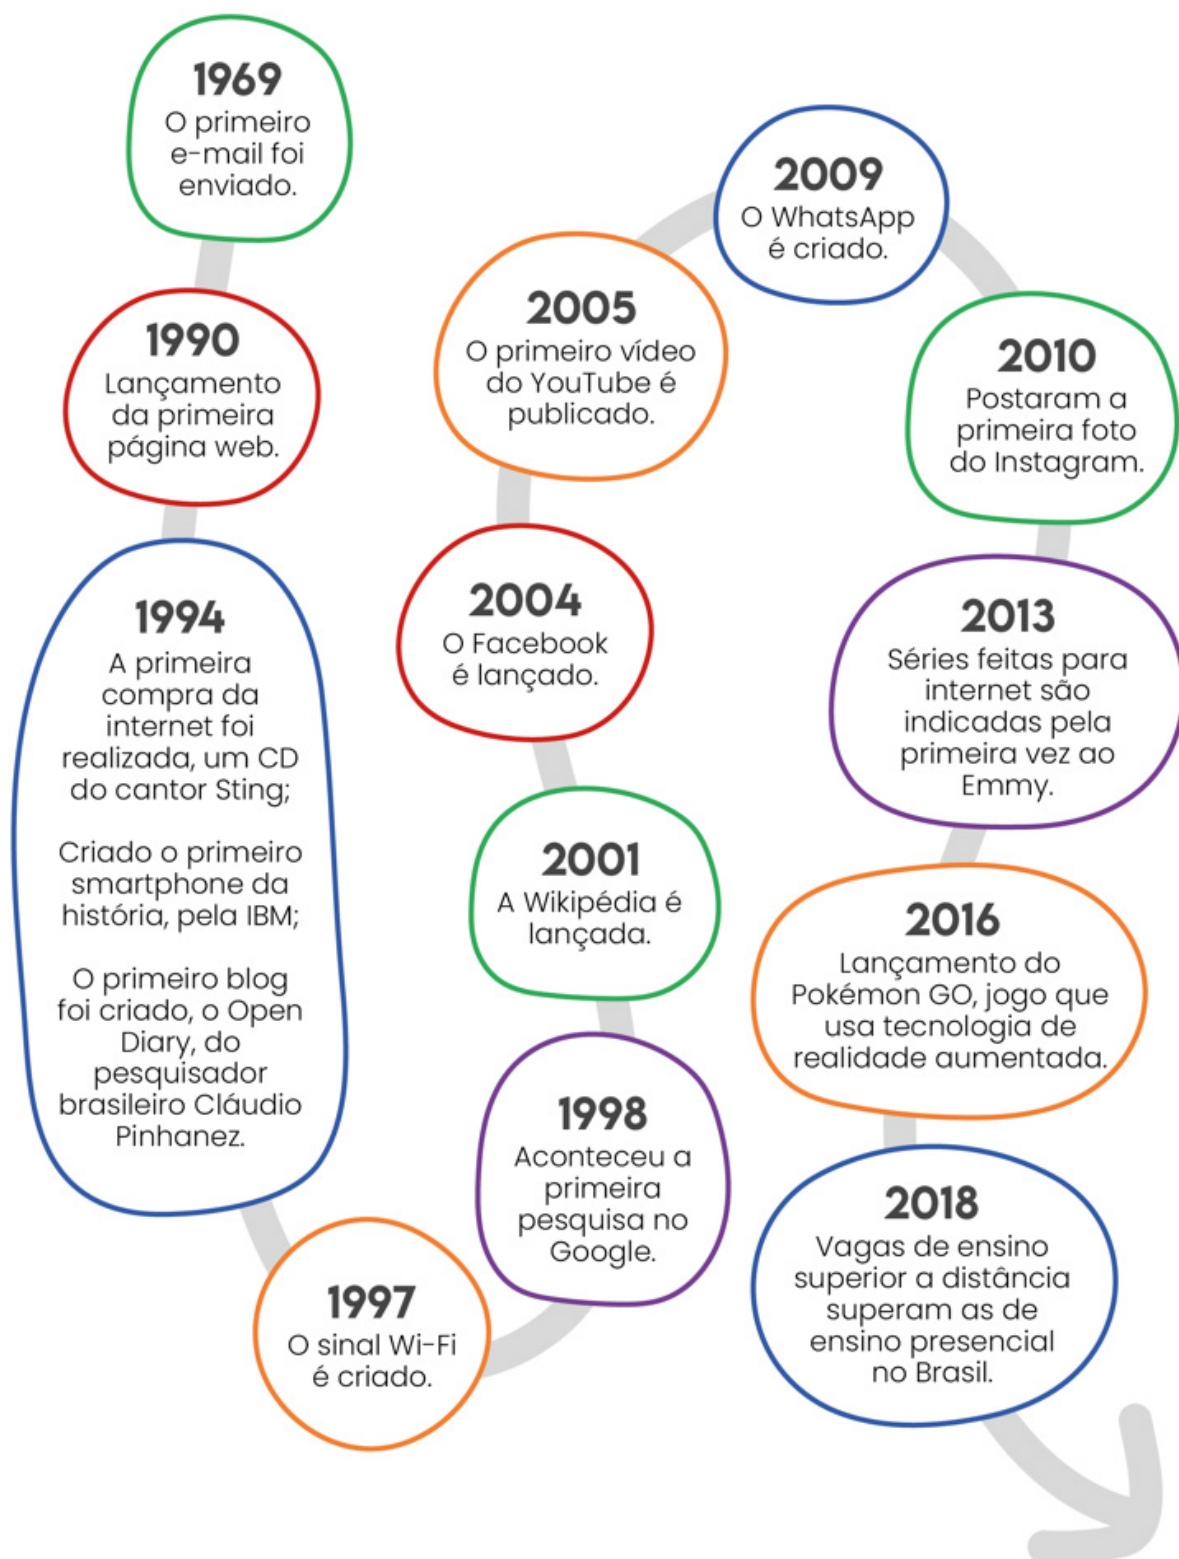 1969
O primeiro
e-mail foi
enviado.
1990
Lançamento
da primeira
página web.
1994
A primeira
compra da
internet foi
realizada, um CD
do cantor Sting;
Criado o primeiro
smartphone da
história, pela IBM;
O primeiro blog
foi criado, o Open
Diary, do
pesquisador
brasileiro Cláudio
Pinhanez.
1997
O sinal Wi-Fi
é criado.
1998
Aconteceu a
primeira
pesquisa no
Google.
2001
A Wikipédia é
lançada.
2004
O Facebook
é lançado.
2005
O primeiro vídeo
do YouTube é
publicado.
2009
O WhatsApp
é criado.
2010
Postaram a
primeira foto
do Instagram.
2013
Séries feitas para
internet são
indicadas pela
primeira vez ao
Emmy.
2016
Lançamento do
Pokémon GO, jogo que
usa tecnologia de
realidade aumentada.
2018
Vagas de ensino
superior a distância
superam as de
ensino presencial
no Brasil.